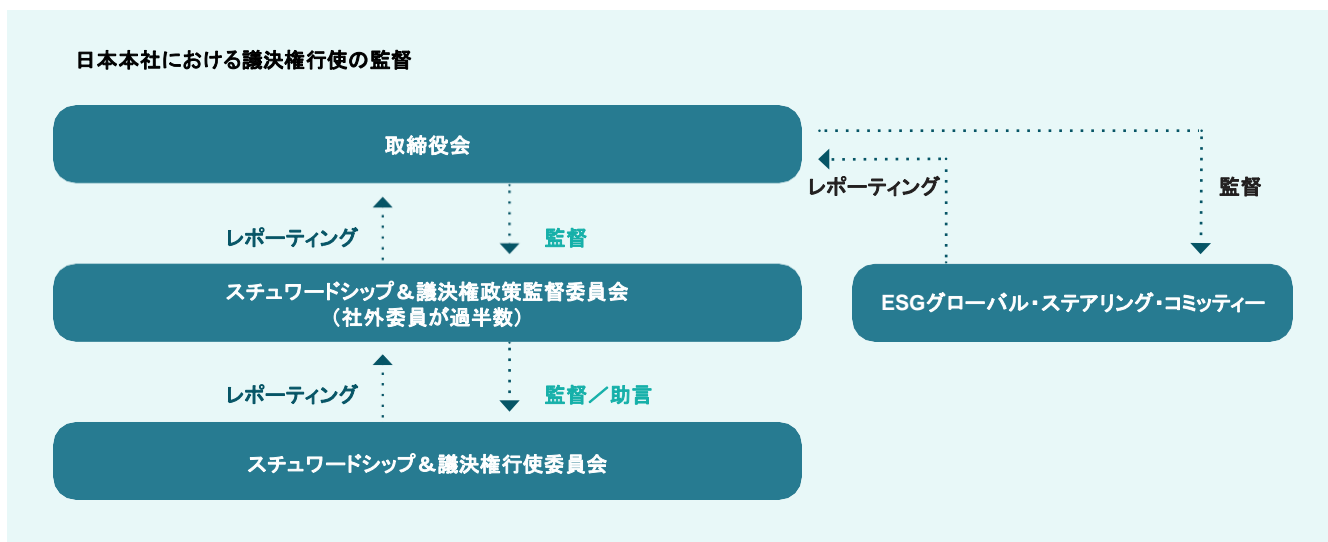 日本本社における議決権行使の監督
取締役会
レポーティング
監督
レポーティング
監督
スチュワードシップ&議決権政策監督委員会
（社外委員が過半数）
ESGグローバル・ステアリング・コミッティー
レポーティング
監督／助言
スチュワードシップ&議決権行使委員会